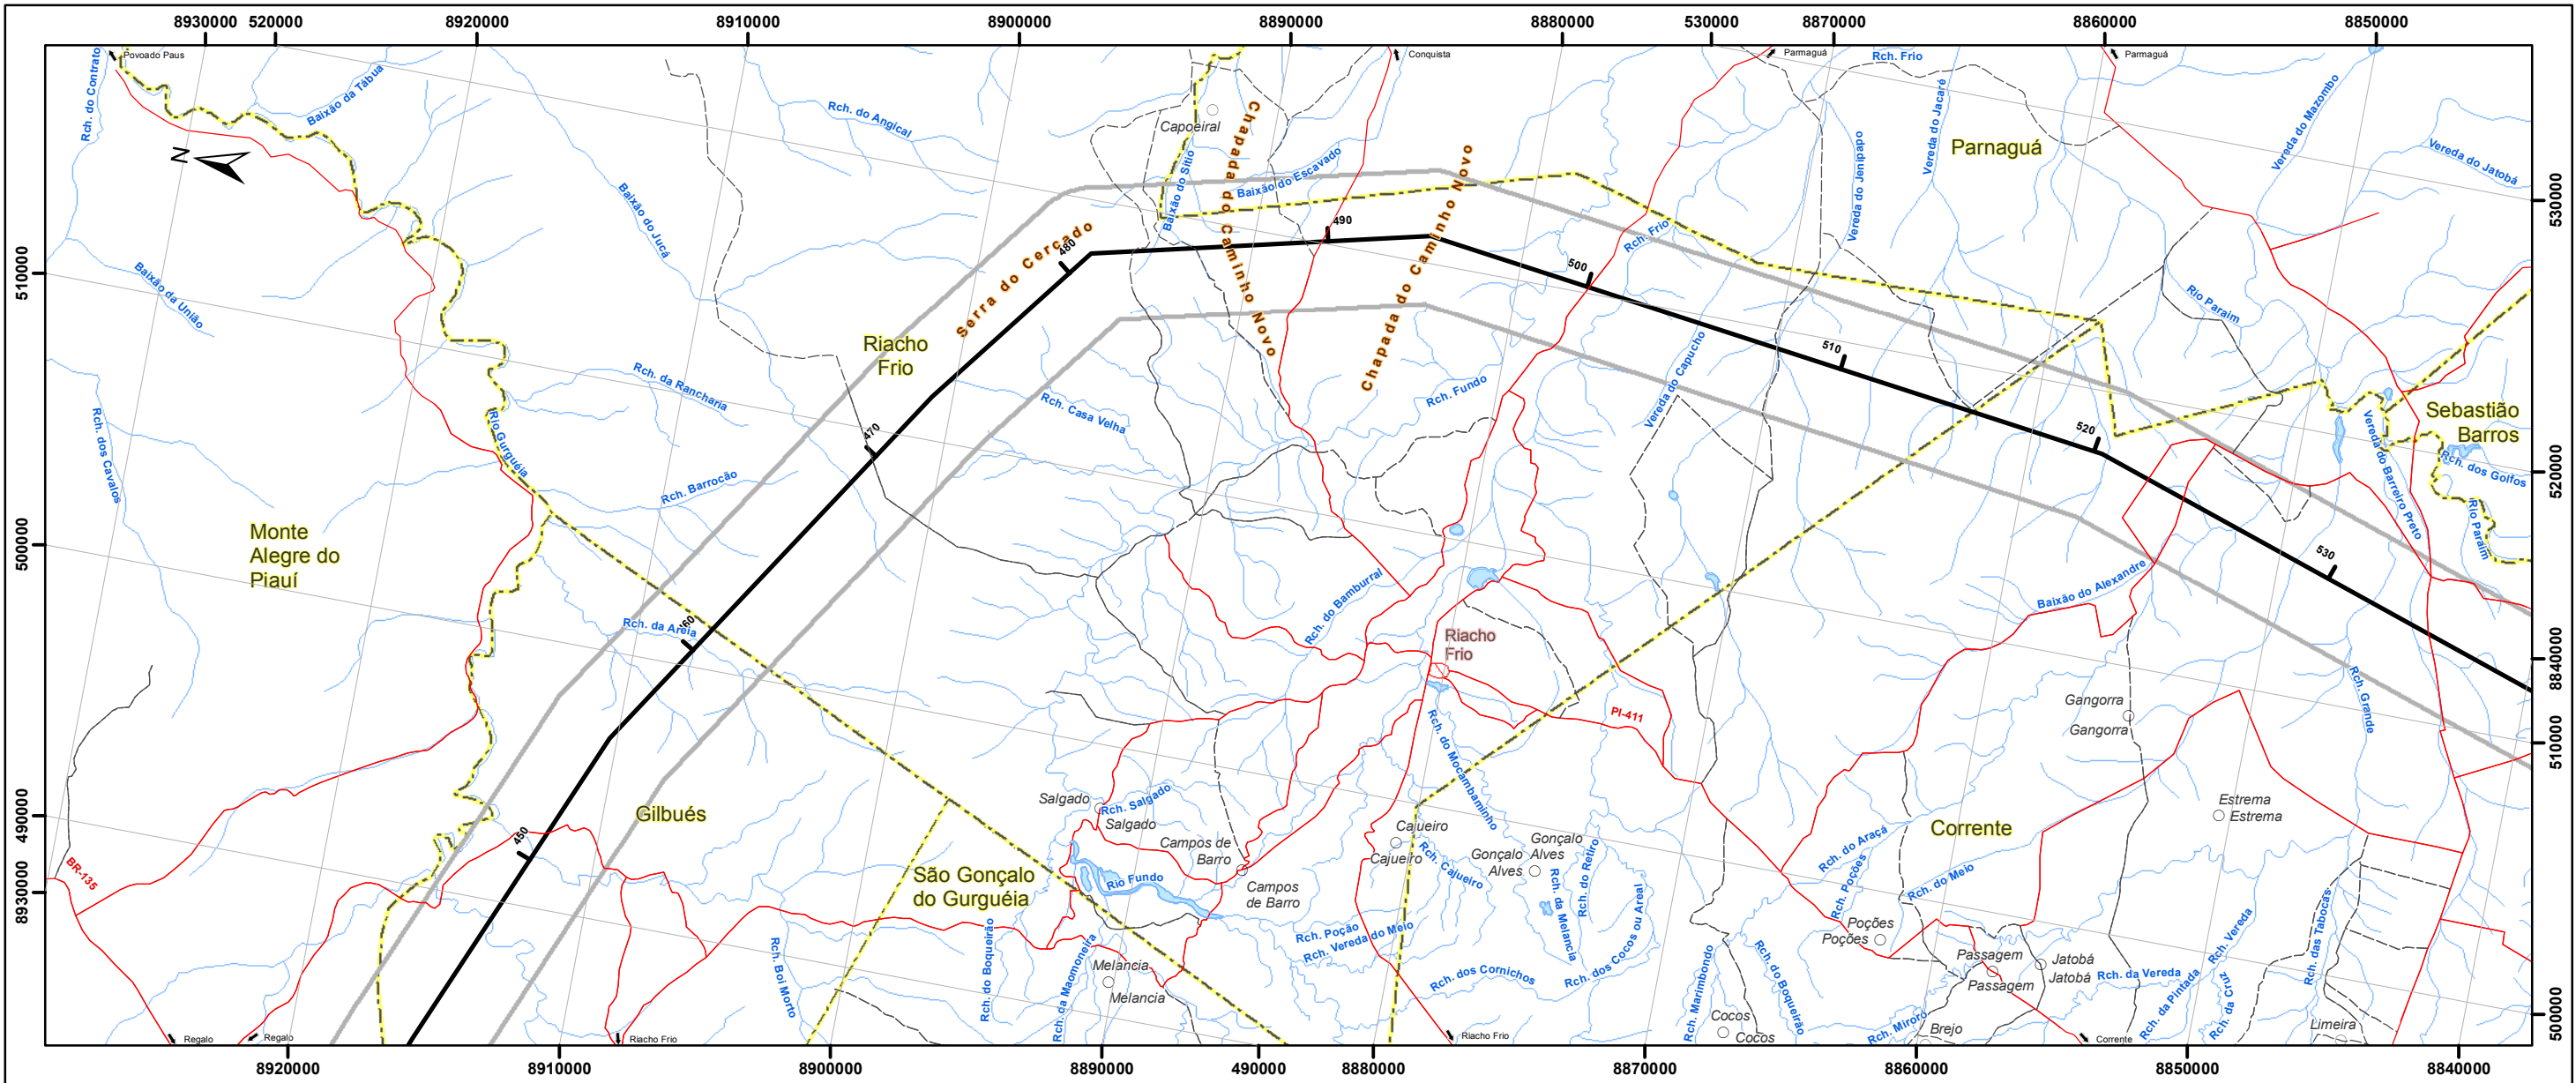 8930000 520000 8920000 8910000 8900000 8890000 8880000 530000 8870000 8860000 8850000
Povoado Paus
Conquista
Parmaguá
Parmaguá
Rch. do Contrato
Baixão da Tábua
Rch. do Angical
Capoeiral
Chapada do Caminho Novo
Rch. Frio
Vereda do Jacaré
Vereda do Mazombo
Vereda do Jatobá
Parnaguá
N
Baixão do Jucá
Baixão do Sítio
Baixão do Escavado
Chapada do Caminho Novo
Vereda do Jenipapo
530000
510000
Baixão da União
Serra do Cercado
480
490
500
Rch. Frio
Rio Paraim
Riacho
Frio
Rch. da Rancharia
Rch. Casa Velha
Rch. Fundo
Vereda do Capucho
510
520
Sebastião
Barros
Rch. dos Cavalos
Rio Gurguéia
470
Rch. Barrocão
Vereda do Barreiro Preto
Rch. dos Golfos
Rio Paraim
520000
500000
Monte
Alegre do
Piauí
Rch. da Areia
Rch. do Bamburral
Baixão do Alexandre
530
Riacho
Frio
PI-411
Rch. Grande
8840000
Gangorra
Gangorra
510000
Rch. do Mocambaminho
490000
Gilbués
Salgado
Rch. Salgado
Salgado
450
Campos de
Barro
Campos
de Barro
Cajueiro
Cajueiro
Rch. Cajueiro
Gonçalo
Alves
Gonçalo
Alves
Rch. do Retiro
Rch. da Melancia
Rch. do Araçá
Corrente
Estrema
Estrema
BR-135
8930000
São Gonçalo
do Gurguéia
Rio Fundo
Rch. Poções
Rch. do Meio
Rch. dos Cocos ou Areal
Rch. Poção
Rch. Vereda do Meio
Poções
Poções
Rch. Vereda
Rch. das Tabocas
Rch. Boi Morto
Rch. do Boqueirão
Rch. da Mamomoneira
Melancia
Melancia
Rch. dos Cornichos
Rch. Marimbondo
Rch. do Boqueirão
Passagem
Passagem
Jatobá
Jatobá
Rch. da Vereda
Rch. da Pintada
Rch. da Cruz
500000
Cocos
Cocos
Rch. Miroro
Brejo
Limeira
Regalo
Regalo
Riacho Frio
Riacho Frio
Corrente
8920000 8910000 8900000 8890000 490000 8880000 8870000 8860000 8850000 8840000